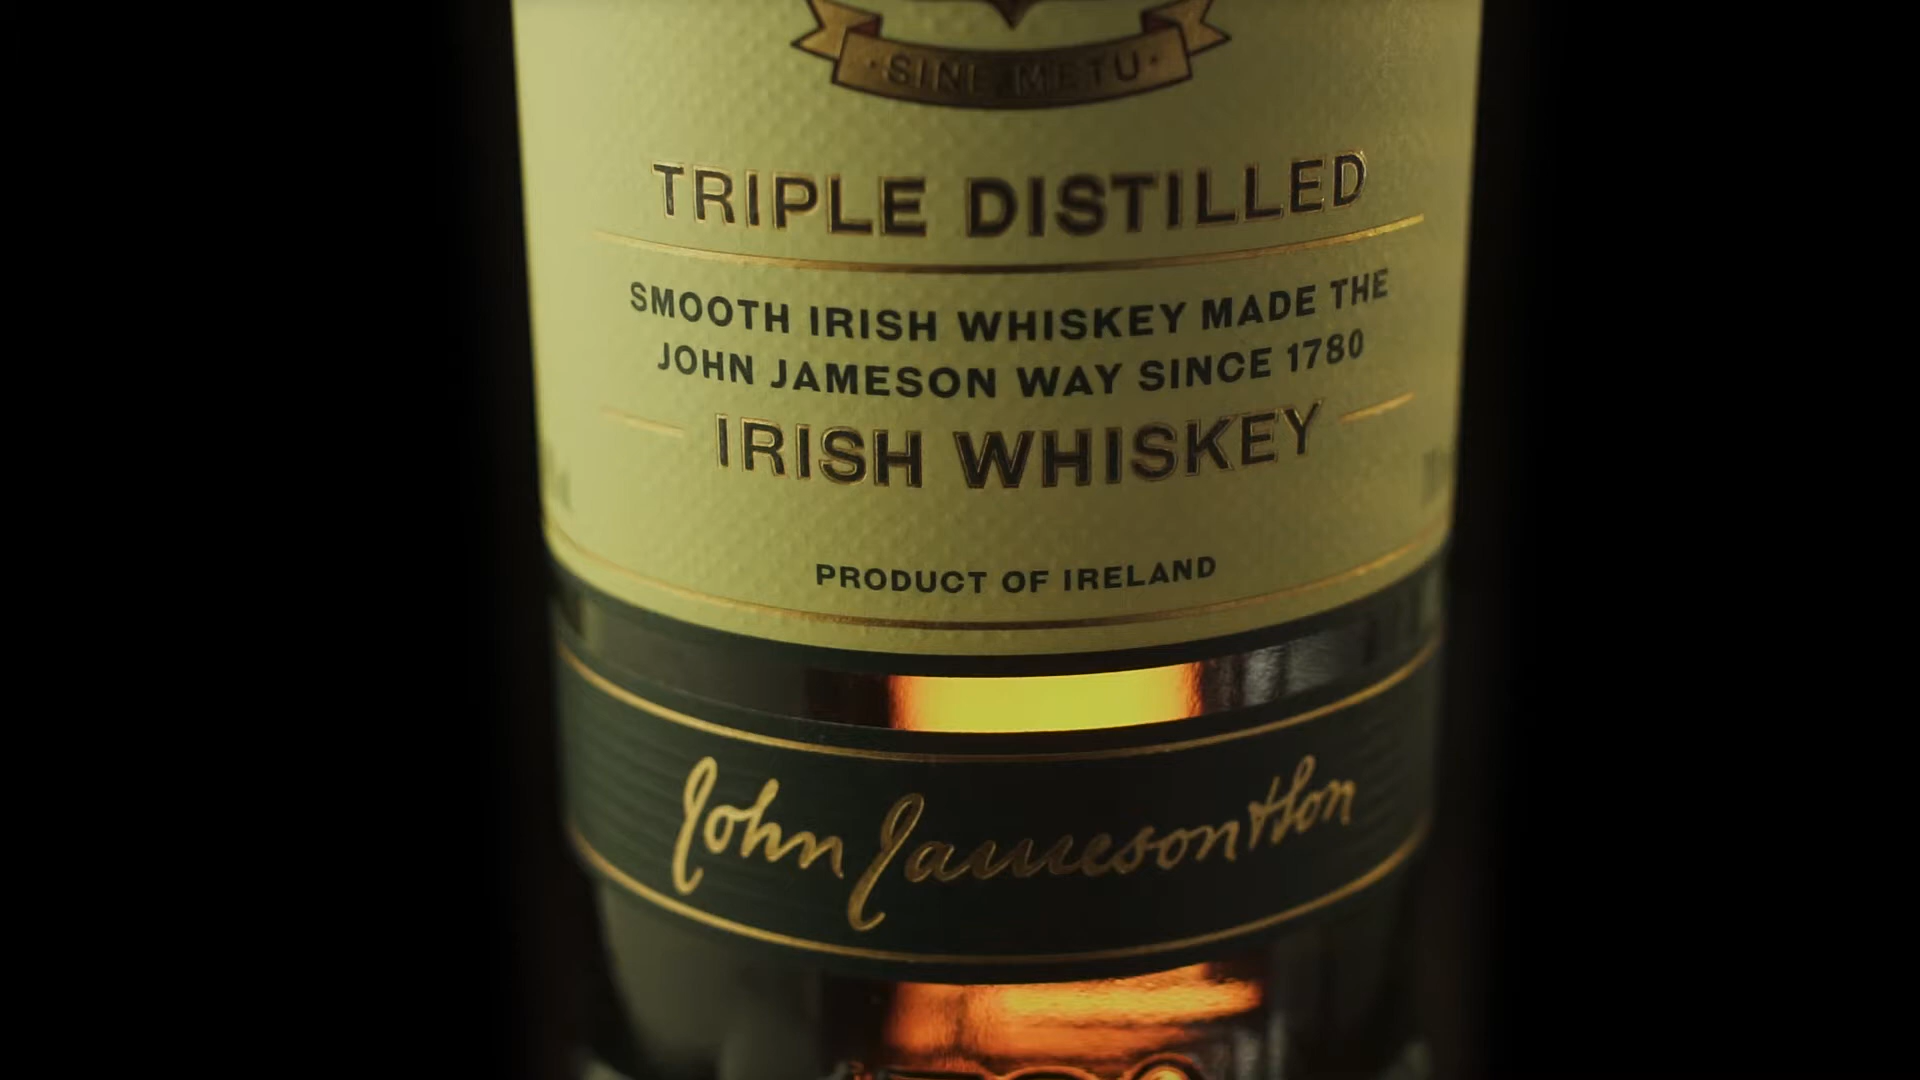 ·SINE METU·
TRIPLE DISTILLED
SMOOTH IRISH WHISKEY MADE THE
JOHN JAMESON WAY SINCE 1780
IRISH WHISKEY
PRODUCT OF IRELAND
John Jameson & Son